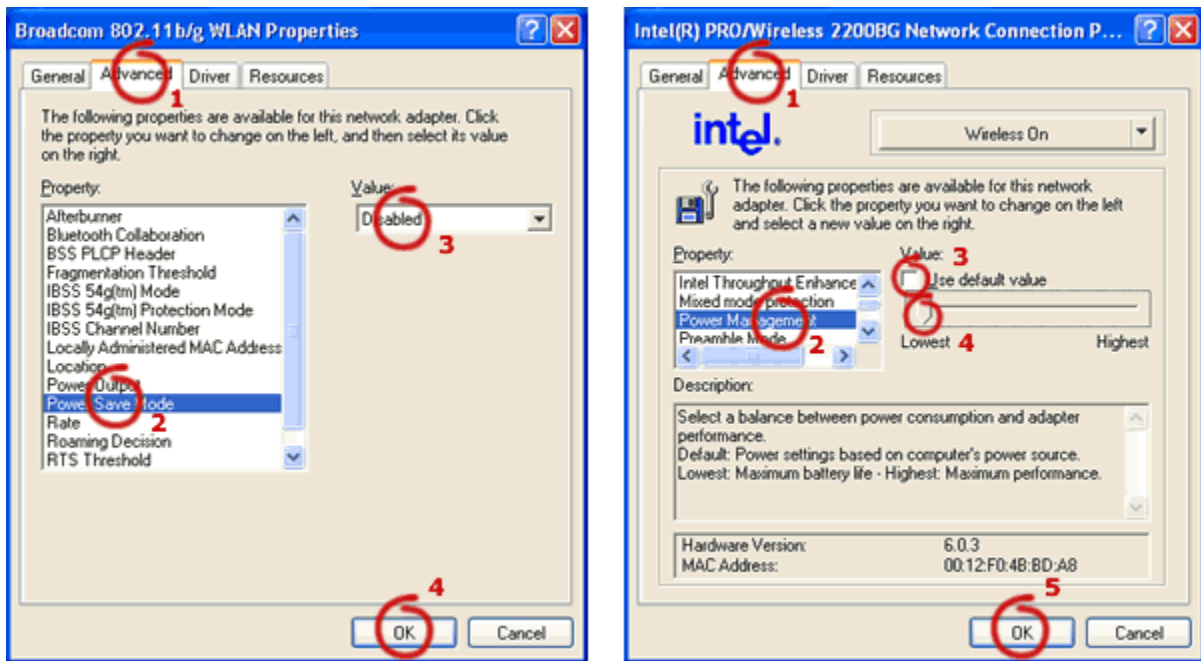 Broadcom 802.11b/g WLAN Properties
General Advanced Driver Resources
1
The following properties are available for this network adapter. Click
the property you want to change on the left, and then select its value
on the right.
Property:
Value:
Afterburner
Bluetooth Collaboration
BSS PLCP Header
Fragmentation Threshold
IBSS 54g(tm) Mode
IBSS 54g(tm) Protection Mode
IBSS Channel Number
Locally Administered MAC Address
Location
Power Output
Power Save Mode
Rate
Roaming Decision
RTS Threshold
2
Disabled
3
4
OK Cancel
Intel(R) PRO/Wireless 2200BG Network Connection P...
General Advanced Driver Resources
1
intel.
Wireless On
The following properties are available for this network
adapter. Click the property you want to change on the left
and select a new value on the right.
Property:
Value: 3
Intel Throughput Enhance
Mixed mode protection
Power Management
Preamble Mode
2
Use default value
Lowest 4 Highest
Description:
Select a balance between power consumption and adapter
performance.
Default: Power settings based on computer's power source.
Lowest: Maximum battery life - Highest: Maximum performance.
Hardware Version: 6.0.3
MAC Address: 00:12:F0:4B:BD:A8
5
OK Cancel